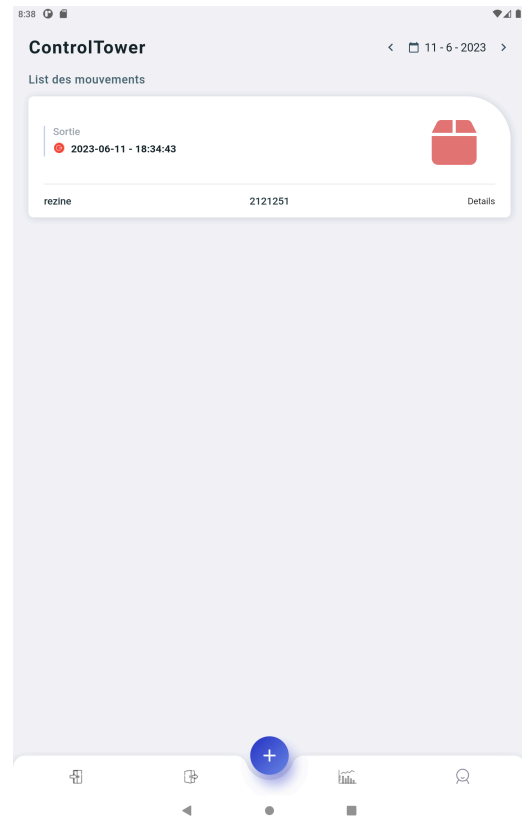 8:38
ControlTower
11 - 6 - 2023
List des mouvements
Sortie
2023-06-11 - 18:34:43
rezine 2121251 Details